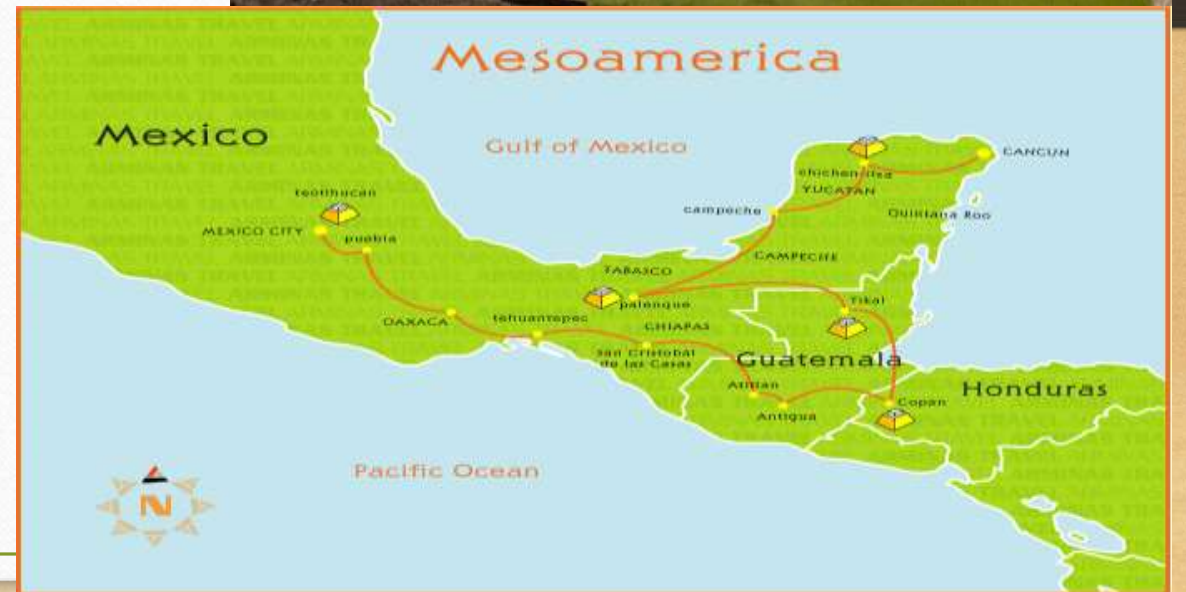 Mesoamerica
Mexico
Gulf of Mexico
CANCUN
chichen itsa
YUCATAN
teotihucan
campeche
Quintana Roo
MEXICO CITY
puebla
CAMPECHE
TABASCO
palenque
Tikal
OAXACA
tehuantepec
CHIAPAS
san Cristobal
de las Casas
Guatemala
Atitlan
Honduras
Copan
Antigua
Pacific Ocean
N